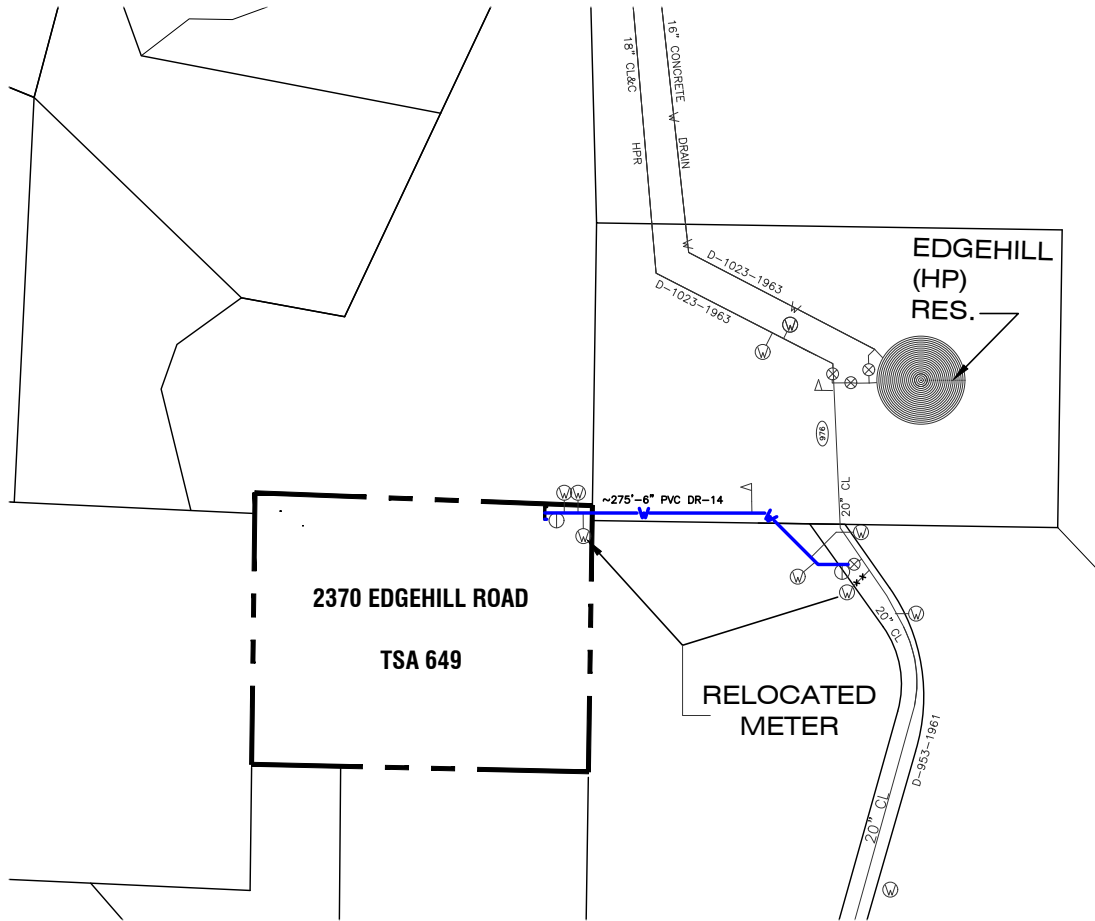 18" CL&C
HPR
16" CONCRETE
W
DRAIN
W
D-1023-1963
W
D-1023-1963
W
W
EDGEHILL
(HP)
RES.
976
20" CL
W W
~275'-6" PVC DR-14
W
W
W
W
W
W
**
20" CL
W
2370 EDGEHILL ROAD
TSA 649
RELOCATED
METER
D-953-1961
20" CL
W